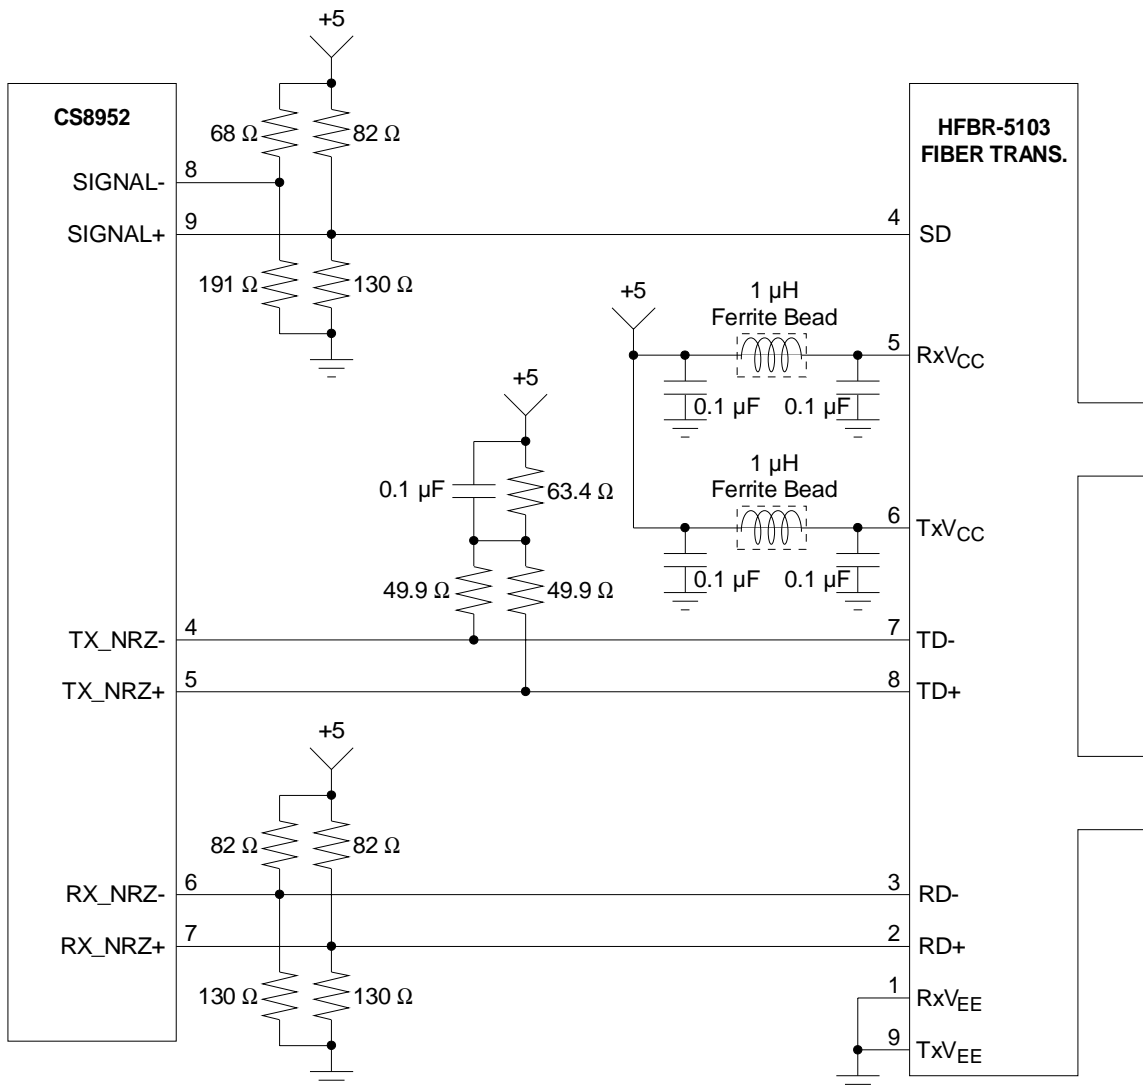 +5
CS8952
68 Ω
82 Ω
HFBR-5103
FIBER TRANS.
SIGNAL-
8
SIGNAL+
9
4
SD
191 Ω
130 Ω
+5
1 µH
Ferrite Bead
5
RxVCC
0.1 µF
0.1 µF
+5
1 µH
Ferrite Bead
0.1 µF
63.4 Ω
6
TxVCC
0.1 µF
0.1 µF
49.9 Ω
49.9 Ω
TX_NRZ-
4
7
TD-
TX_NRZ+
5
8
TD+
+5
82 Ω
82 Ω
RX_NRZ-
6
3
RD-
RX_NRZ+
7
2
RD+
130 Ω
130 Ω
1
RxVEE
9
TxVEE